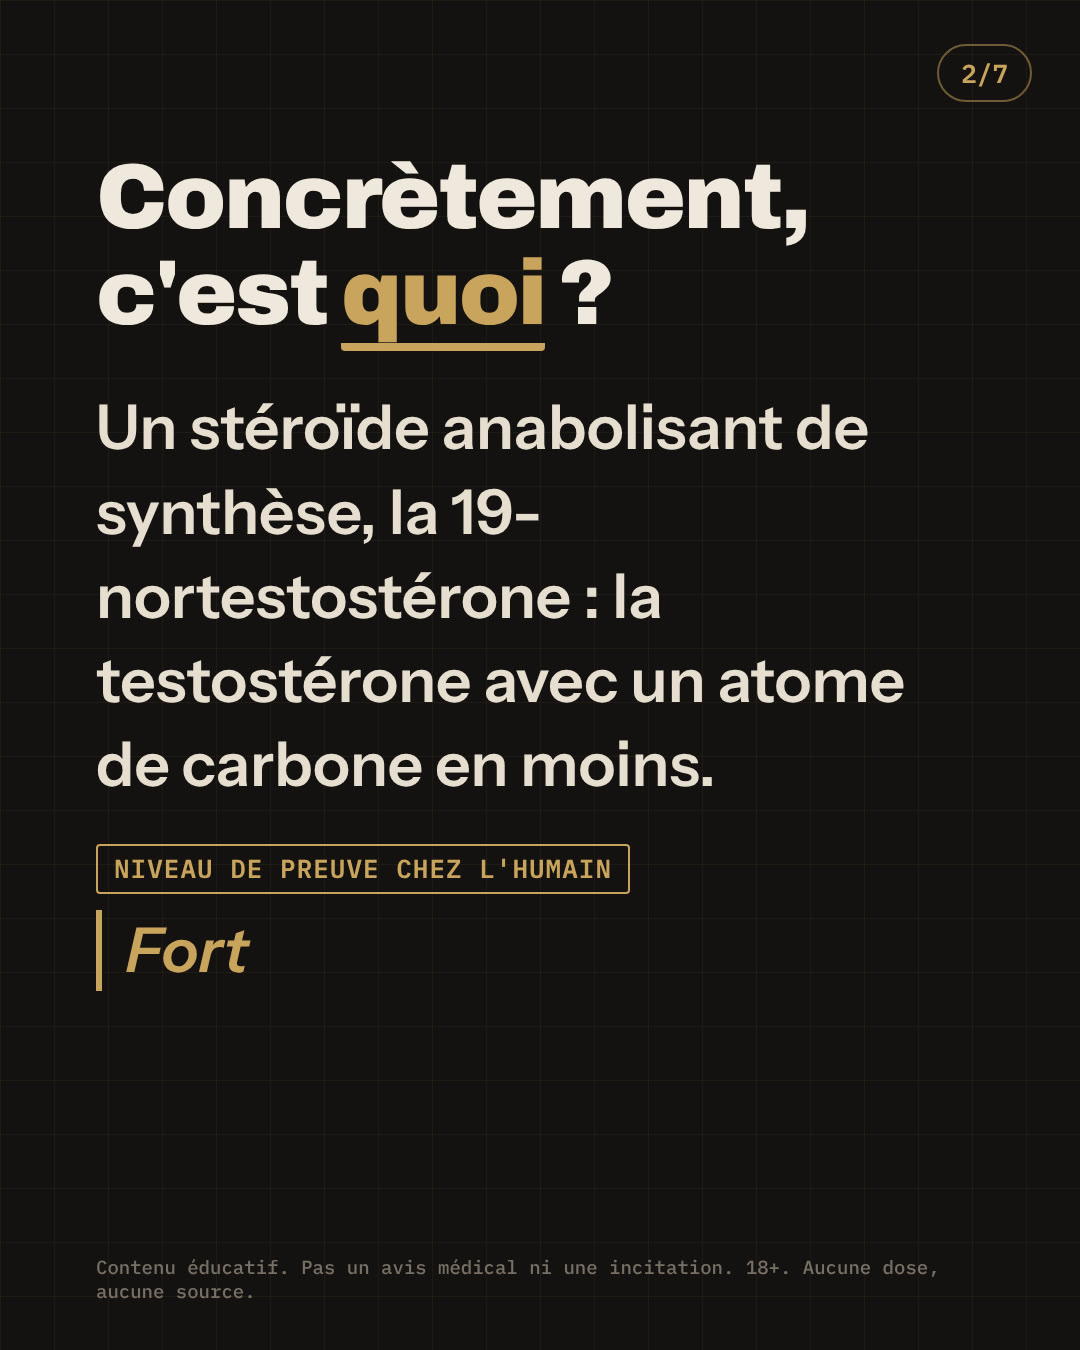 2/7
Concrètement,
c'est quoi ?
Un stéroïde anabolisant de
synthèse, la 19-
nortestostérone : la
testostérone avec un atome
de carbone en moins.
NIVEAU DE PREUVE CHEZ L'HUMAIN
Fort
Contenu éducatif. Pas un avis médical ni une incitation. 18+. Aucune dose,
aucune source.